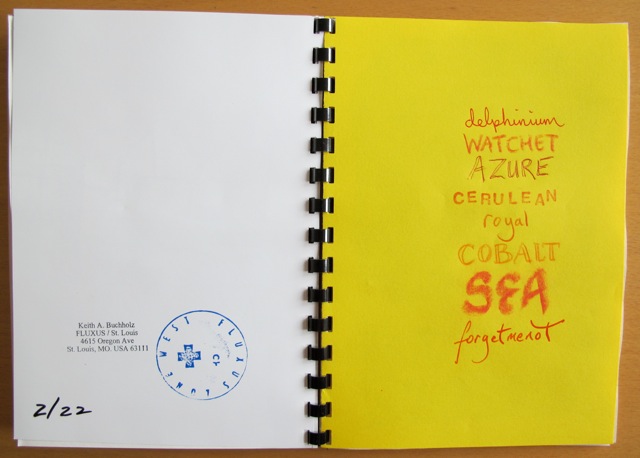 Keith A. Buchholz
FLUXUS / St. Louis
4615 Oregon Ave
St. Louis, MO. USA 63111
FLUXUS
WEST
2/22
delphinium
WATCHET
AZURE
CERULEAN
royal
COBALT
SEA
forgetmenot